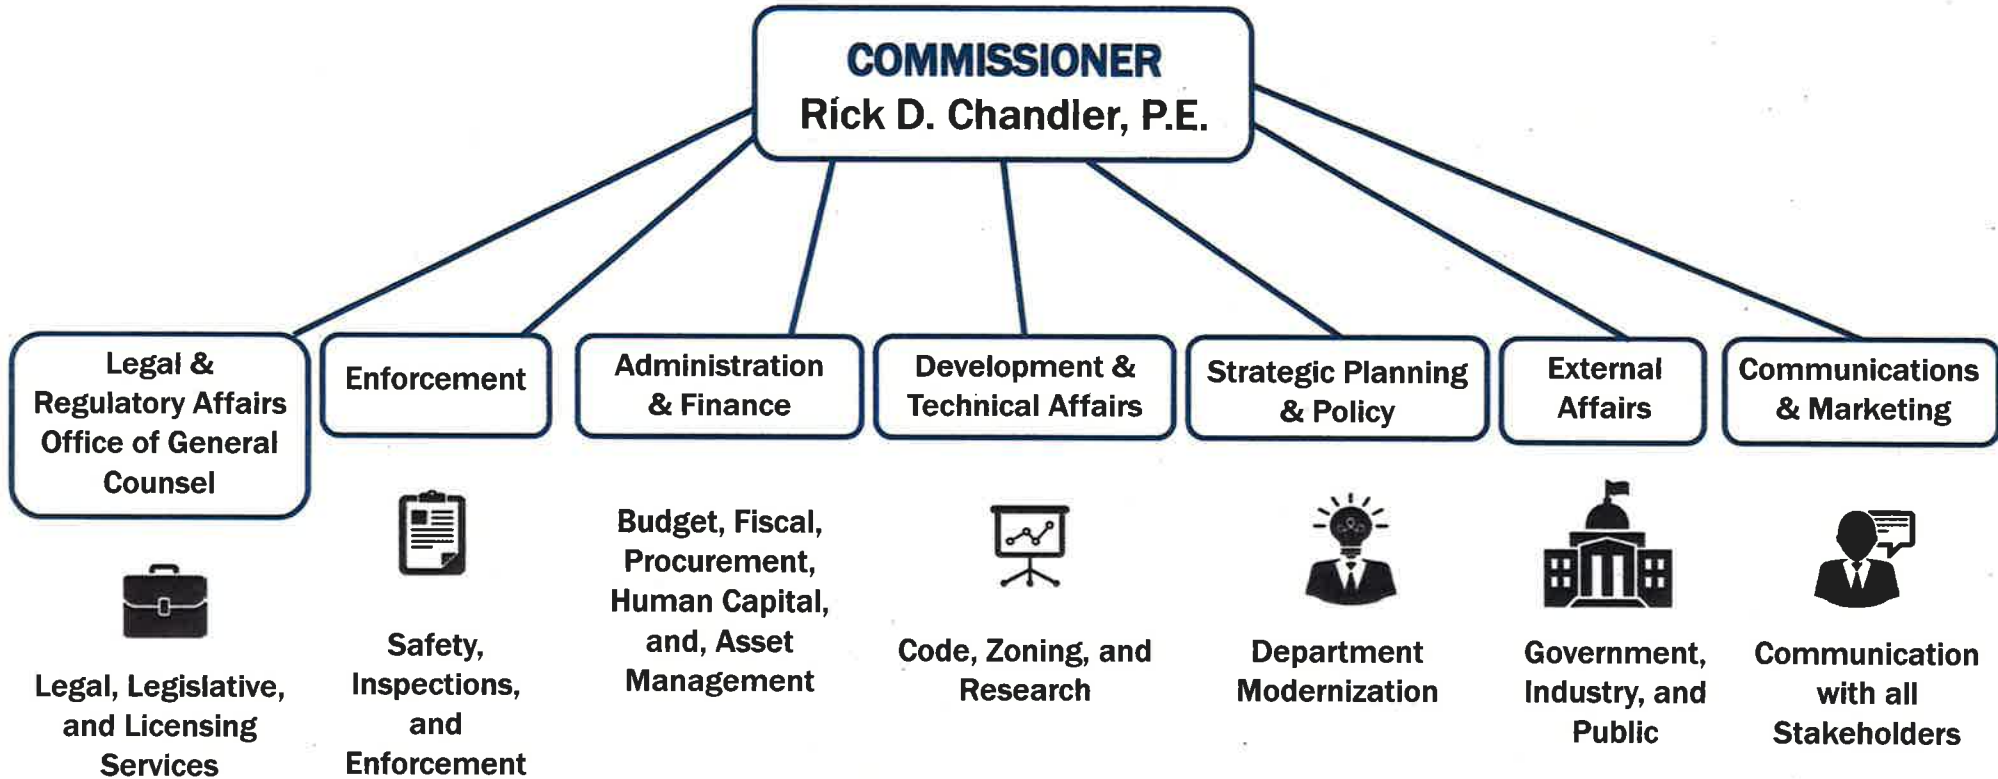 COMMISSIONER
Rick D. Chandler, P.E.
Legal &
Regulatory Affairs
Office of General
Counsel
Enforcement
Administration
& Finance
Development &
Technical Affairs
Strategic Planning
& Policy
External
Affairs
Communications
& Marketing
Legal, Legislative,
and Licensing
Services
Safety,
Inspections,
and
Enforcement
Budget, Fiscal,
Procurement,
Human Capital,
and, Asset
Management
Code, Zoning, and
Research
Department
Modernization
Government,
Industry, and
Public
Communication
with all
Stakeholders